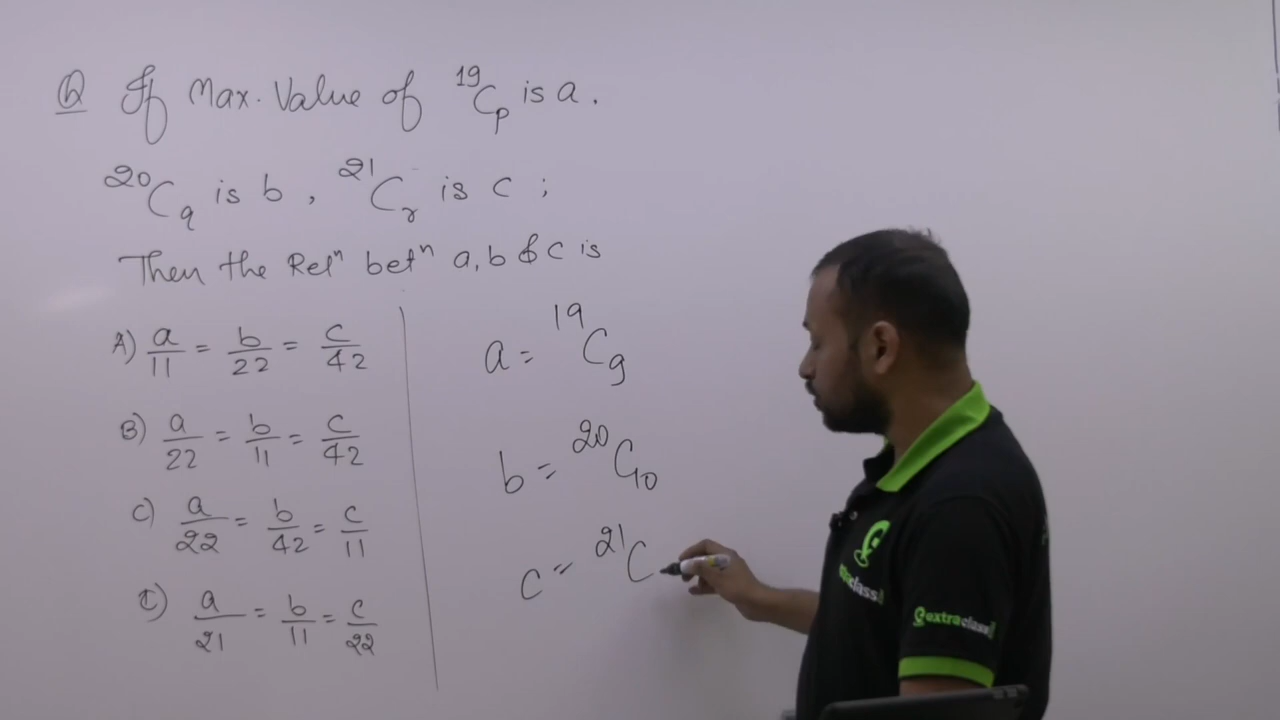 Q If Max. Value of ¹⁹Cₚ is a.
²⁰C_q is b, ²¹Cᵣ is c ;
Then the Relⁿ betⁿ a, b & c is
A) a/11 = b/22 = c/42
B) a/22 = b/11 = c/42
C) a/22 = b/42 = c/11
D) a/21 = b/11 = c/22
a = ¹⁹C₉
b = ²⁰C₁₀
c = ²¹C
extraclass